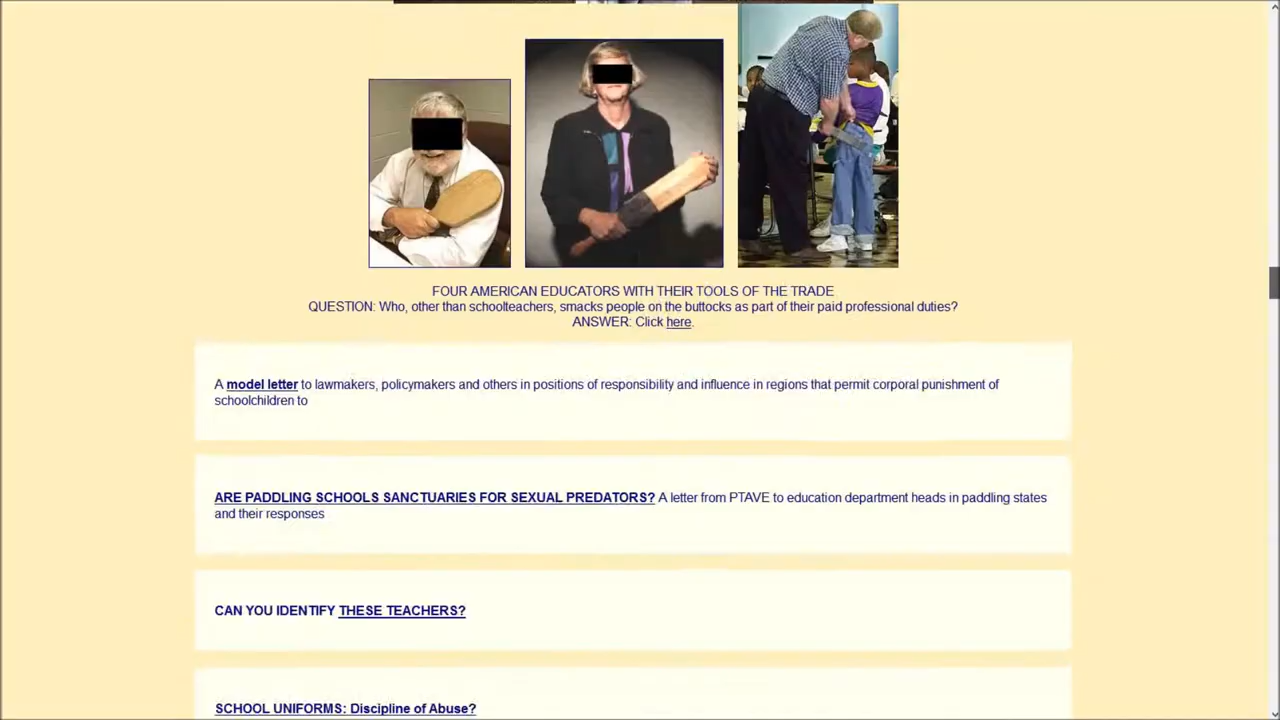 FOUR AMERICAN EDUCATORS WITH THEIR TOOLS OF THE TRADE
QUESTION: Who, other than schoolteachers, smacks people on the buttocks as part of their paid professional duties?
ANSWER: Click here.
A model letter to lawmakers, policymakers and others in positions of responsibility and influence in regions that permit corporal punishment of
schoolchildren to
ARE PADDLING SCHOOLS SANCTUARIES FOR SEXUAL PREDATORS? A letter from PTAVE to education department heads in paddling states
and their responses
CAN YOU IDENTIFY THESE TEACHERS?
SCHOOL UNIFORMS: Discipline of Abuse?